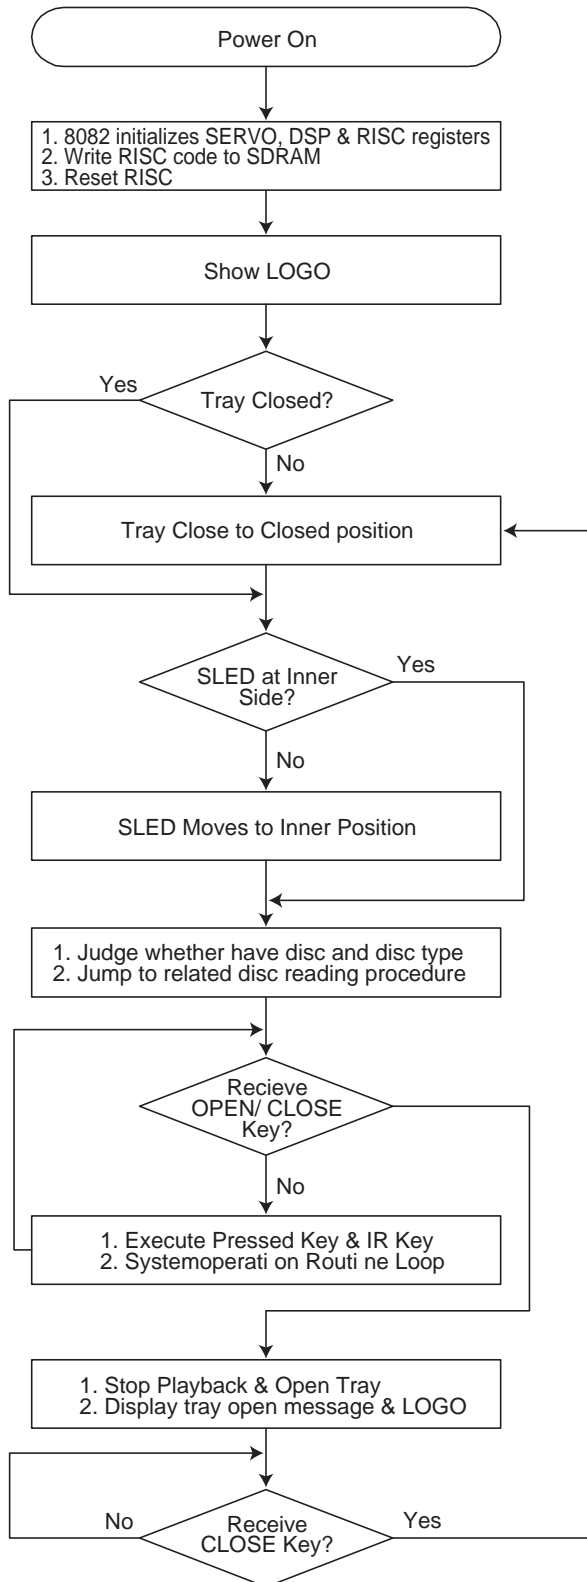 Power On
1. 8082 initializes SERVO, DSP & RISC registers
2. Write RISC code to SDRAM
3. Reset RISC
Show LOGO
Yes
Tray Closed?
No
Tray Close to Closed position
SLED at Inner
Side?
Yes
No
SLED Moves to Inner Position
1. Judge whether have disc and disc type
2. Jump to related disc reading procedure
Recieve
OPEN/ CLOSE
Key?
No
1. Execute Pressed Key & IR Key
2. Systemoperati on Routi ne Loop
1. Stop Playback & Open Tray
2. Display tray open message & LOGO
No
Receive
CLOSE Key?
Yes